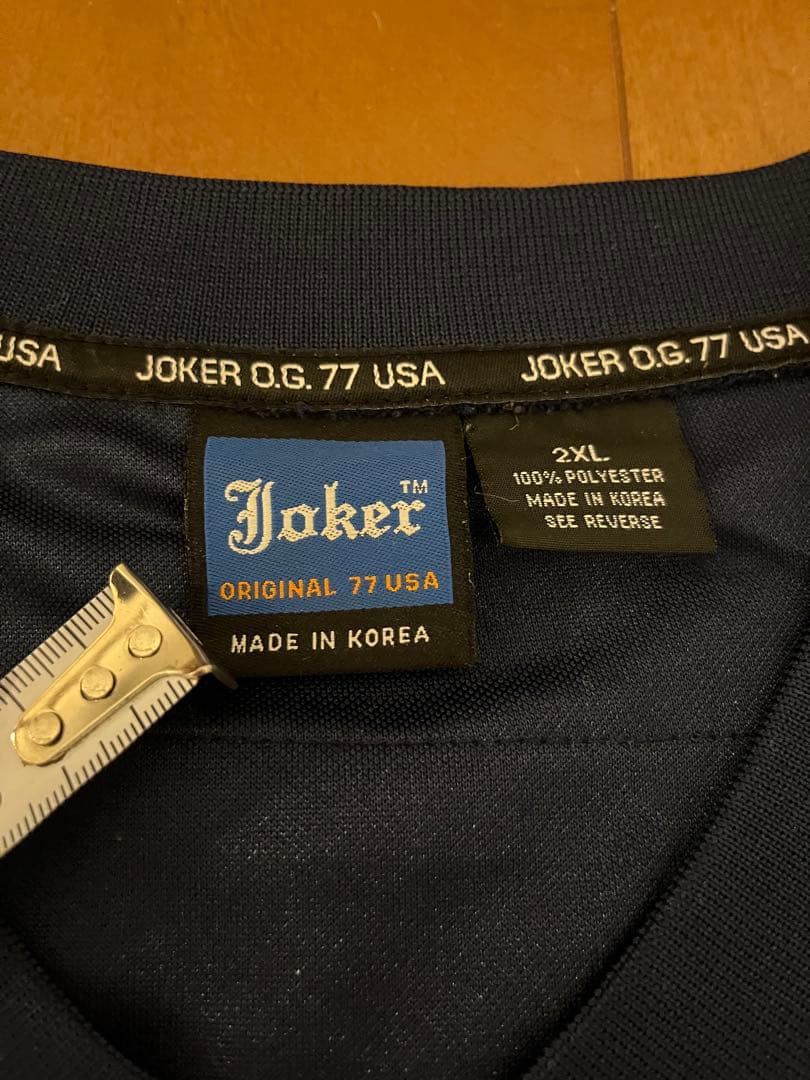 USA JOKER O.G. 77 USA JOKER O.G. 77 USA
Joker™
ORIGINAL 77 USA
MADE IN KOREA
2XL
100% POLYESTER
MADE IN KOREA
SEE REVERSE